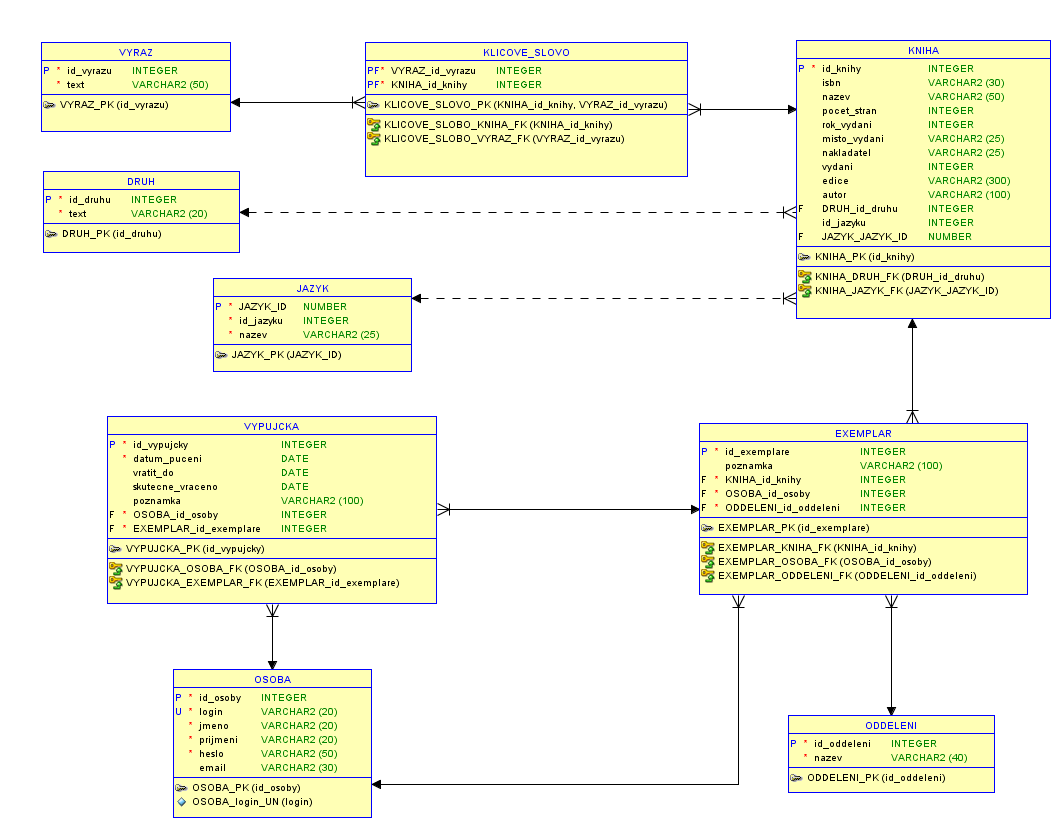 VYRAZ
P * id_vyrazu INTEGER
* text VARCHAR2 (50)
VYRAZ_PK (id_vyrazu)
KLICOVE_SLOVO
PF* VYRAZ_id_vyrazu INTEGER
PF* KNIHA_id_knihy INTEGER
KLICOVE_SLOVO_PK (KNIHA_id_knihy, VYRAZ_id_vyrazu)
KLICOVE_SLOBO_KNIHA_FK (KNIHA_id_knihy)
KLICOVE_SLOBO_VYRAZ_FK (VYRAZ_id_vyrazu)
KNIHA
P * id_knihy INTEGER
isbn VARCHAR2 (30)
nazev VARCHAR2 (50)
pocet_stran INTEGER
rok_vydani INTEGER
misto_vydani VARCHAR2 (25)
nakladatel VARCHAR2 (25)
vydani INTEGER
edice VARCHAR2 (300)
autor VARCHAR2 (100)
F DRUH_id_druhu INTEGER
id_jazyku INTEGER
F JAZYK_JAZYK_ID NUMBER
KNIHA_PK (id_knihy)
KNIHA_DRUH_FK (DRUH_id_druhu)
KNIHA_JAZYK_FK (JAZYK_JAZYK_ID)
DRUH
P * id_druhu INTEGER
* text VARCHAR2 (20)
DRUH_PK (id_druhu)
JAZYK
P * JAZYK_ID NUMBER
* id_jazyku INTEGER
* nazev VARCHAR2 (25)
JAZYK_PK (JAZYK_ID)
VYPUJCKA
P * id_vypujcky INTEGER
* datum_puceni DATE
vratit_do DATE
skutecne_vraceno DATE
poznamka VARCHAR2 (100)
F * OSOBA_id_osoby INTEGER
F * EXEMPLAR_id_exemplare INTEGER
VYPUJCKA_PK (id_vypujcky)
VYPUJCKA_OSOBA_FK (OSOBA_id_osoby)
VYPUJCKA_EXEMPLAR_FK (EXEMPLAR_id_exemplare)
EXEMPLAR
P * id_exemplare INTEGER
poznamka VARCHAR2 (100)
F * KNIHA_id_knihy INTEGER
F * OSOBA_id_osoby INTEGER
F * ODDELENI_id_oddeleni INTEGER
EXEMPLAR_PK (id_exemplare)
EXEMPLAR_KNIHA_FK (KNIHA_id_knihy)
EXEMPLAR_OSOBA_FK (OSOBA_id_osoby)
EXEMPLAR_ODDELENI_FK (ODDELENI_id_oddeleni)
OSOBA
P * id_osoby INTEGER
U * login VARCHAR2 (20)
* jmeno VARCHAR2 (20)
* prijmeni VARCHAR2 (20)
* heslo VARCHAR2 (50)
email VARCHAR2 (30)
OSOBA_PK (id_osoby)
OSOBA_login_UN (login)
ODDELENI
P * id_oddeleni INTEGER
* nazev VARCHAR2 (40)
ODDELENI_PK (id_oddeleni)